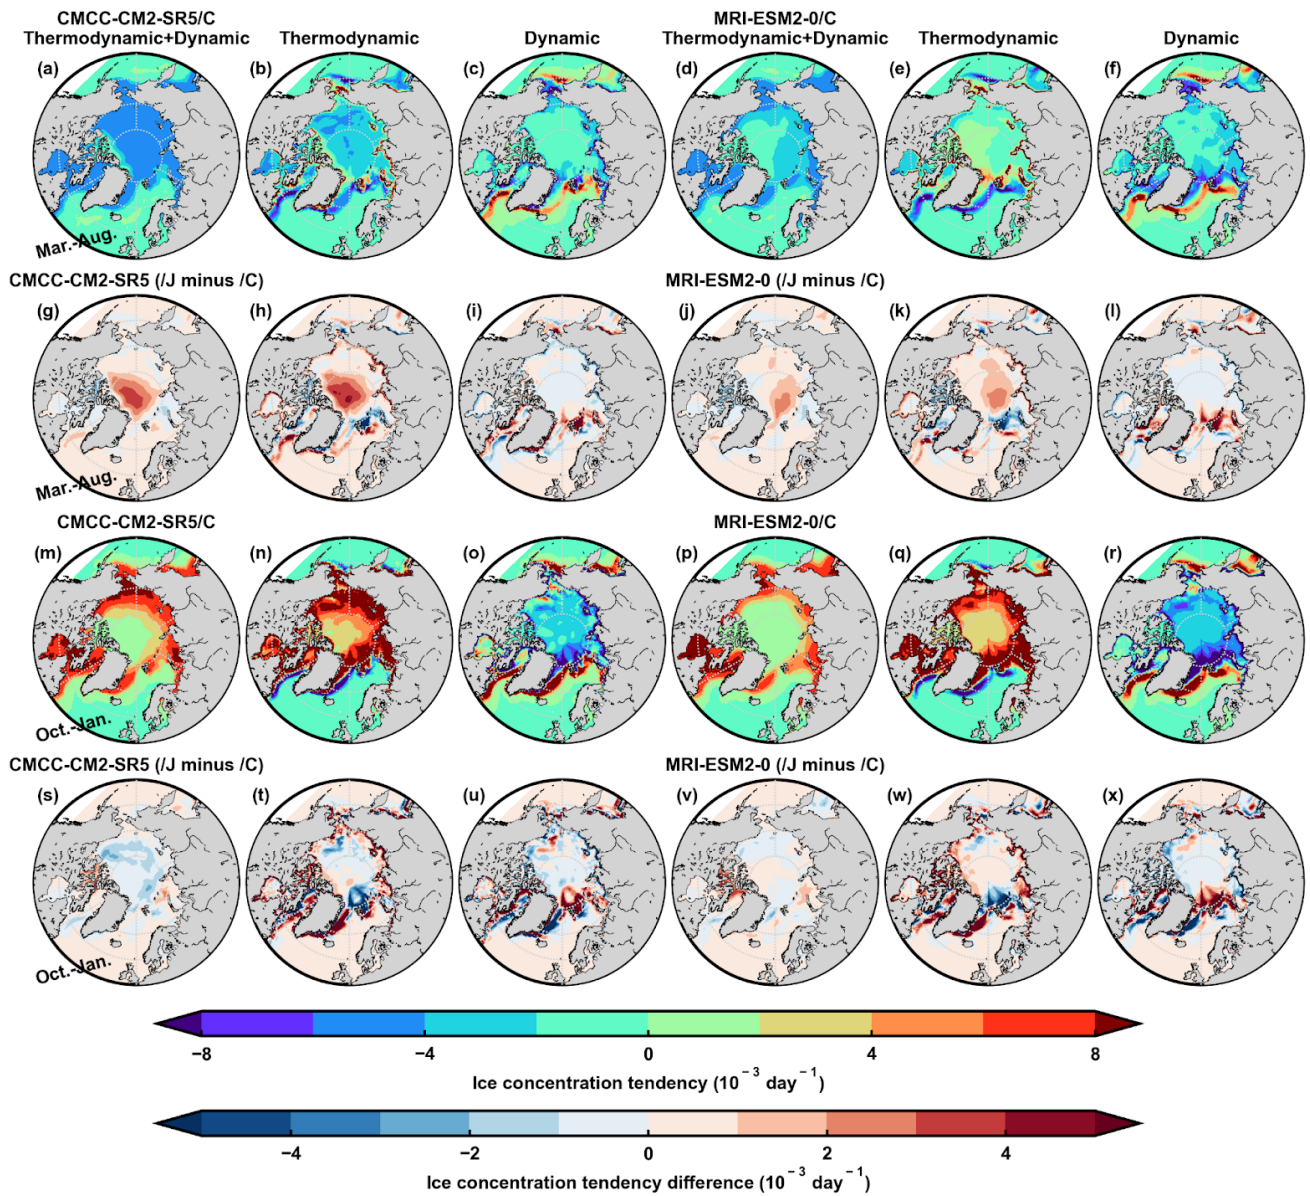 CMCC-CM2-SR5/C MRI-ESM2-0/C
Thermodynamic+Dynamic Thermodynamic Dynamic Thermodynamic+Dynamic Thermodynamic Dynamic
(a) (b) (c) (d) (e) (f)
Mar.-Aug.
CMCC-CM2-SR5 (/J minus /C) MRI-ESM2-0 (/J minus /C)
(g) (h) (i) (j) (k) (l)
Mar.-Aug.
CMCC-CM2-SR5/C MRI-ESM2-0/C
(m) (n) (o) (p) (q) (r)
Oct.-Jan.
CMCC-CM2-SR5 (/J minus /C) MRI-ESM2-0 (/J minus /C)
(s) (t) (u) (v) (w) (x)
Oct.-Jan.
−8 −4 0 4 8
Ice concentration tendency (10⁻³ day⁻¹)
−4 −2 0 2 4
Ice concentration tendency difference (10⁻³ day⁻¹)